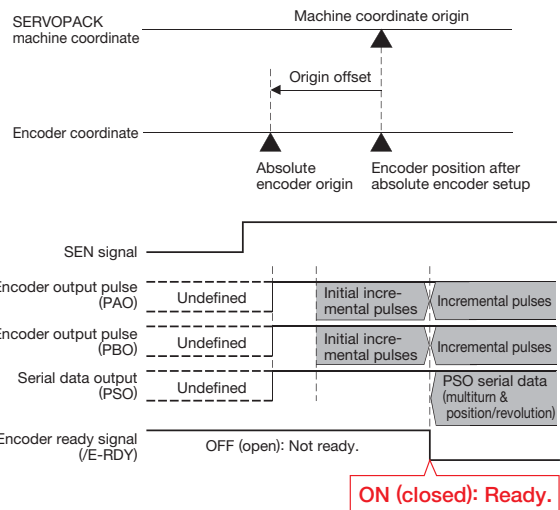 SERVOPACK
machine coordinate
Machine coordinate origin
Origin offset
Encoder coordinate
Absolute
encoder origin
Encoder position after
absolute encoder setup
SEN signal
Encoder output pulse
(PAO)
Undefined
Initial incre-
mental pulses
Incremental pulses
Encoder output pulse
(PBO)
Undefined
Initial incre-
mental pulses
Incremental pulses
Serial data output
(PSO)
Undefined
PSO serial data
(multiturn &
position/revolution)
Encoder ready signal
(/E-RDY)
OFF (open): Not ready.
ON (closed): Ready.